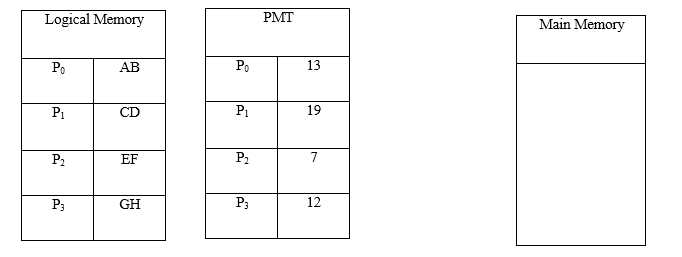 Logical Memory
P₀ AB
P₁ CD
P₂ EF
P₃ GH
PMT
P₀ 13
P₁ 19
P₂ 7
P₃ 12
Main Memory